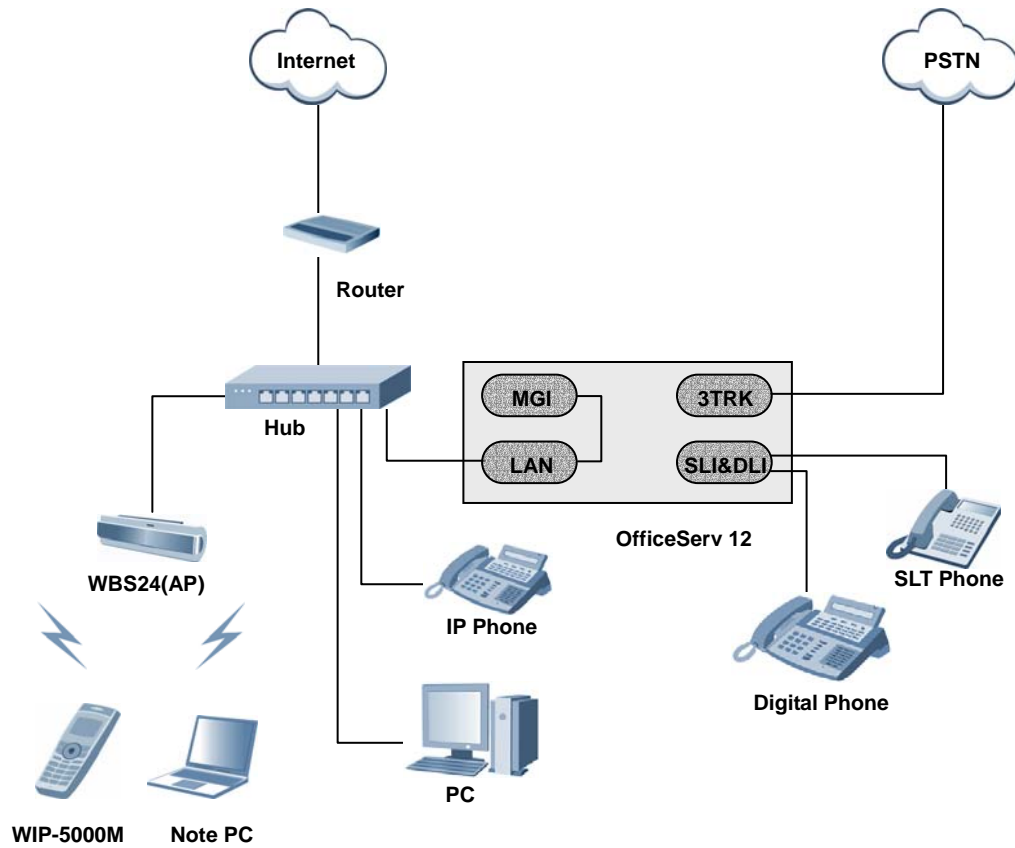 Internet
PSTN
Router
Hub
MGI
3TRK
LAN
SLI&DLI
OfficeServ 12
WBS24(AP)
SLT Phone
IP Phone
Digital Phone
PC
WIP-5000M
Note PC